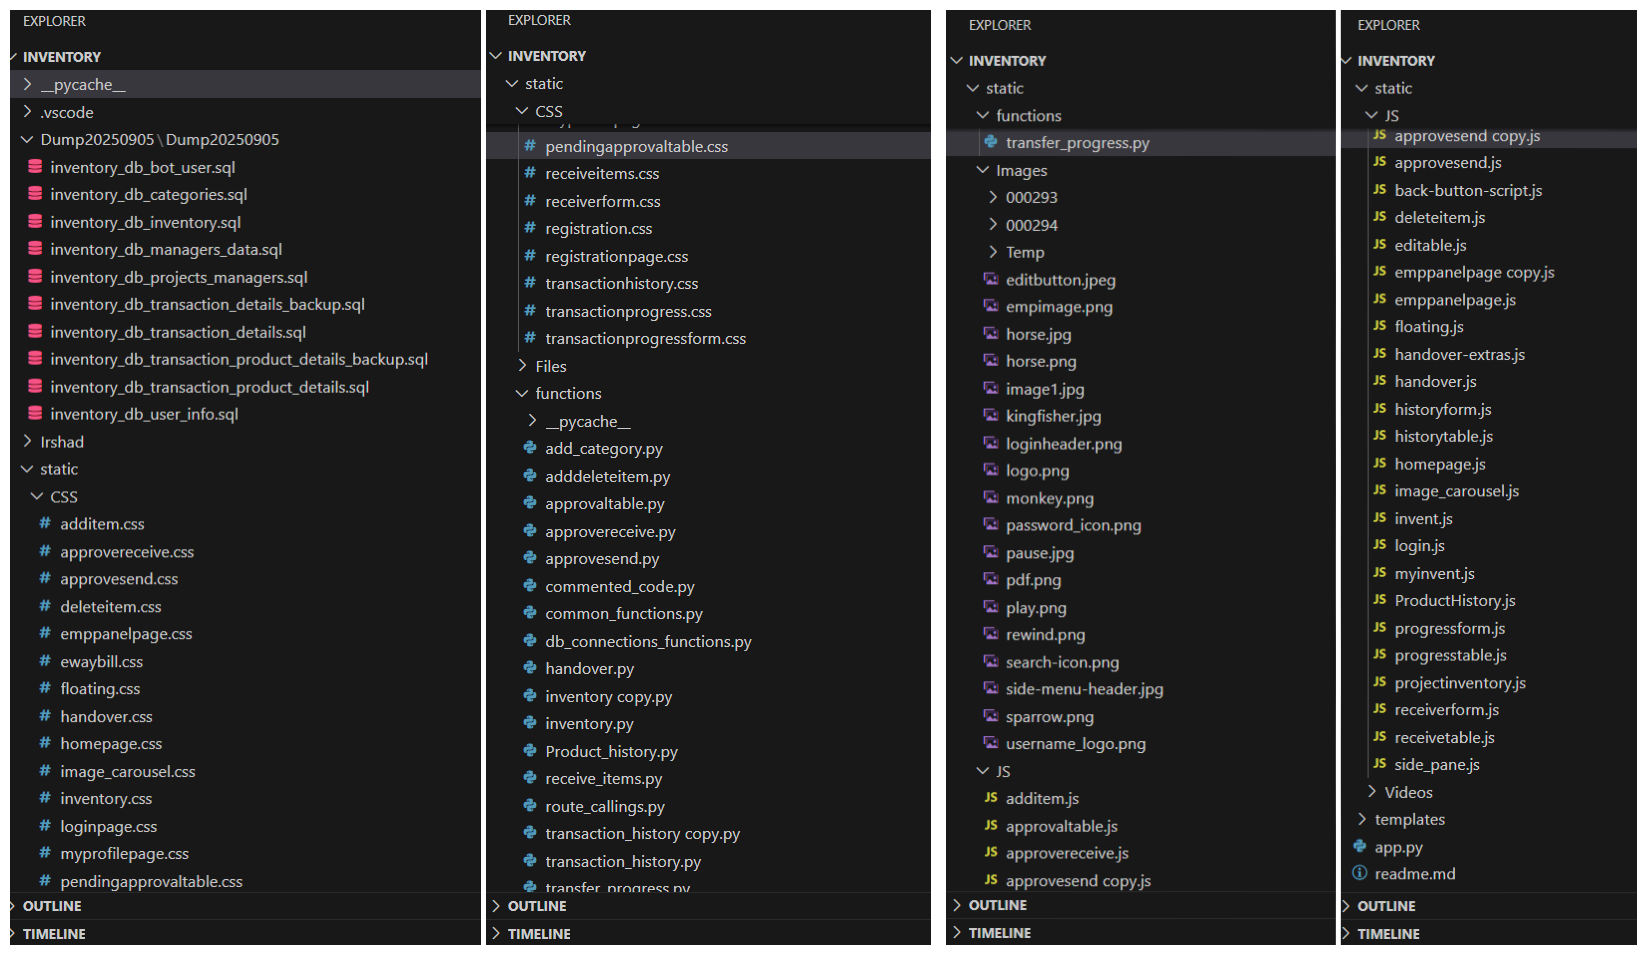 EXPLORER
INVENTORY
__pycache__
.vscode
Dump20250905\Dump20250905
inventory_db_bot_user.sql
inventory_db_categories.sql
inventory_db_inventory.sql
inventory_db_managers_data.sql
inventory_db_projects_managers.sql
inventory_db_transaction_details_backup.sql
inventory_db_transaction_details.sql
inventory_db_transaction_product_details_backup.sql
inventory_db_transaction_product_details.sql
inventory_db_user_info.sql
Irshad
static
CSS
# additem.css
# approvereceive.css
# approvesend.css
# deleteitem.css
# emppanelpage.css
# ewaybill.css
# floating.css
# handover.css
# homepage.css
# image_carousel.css
# inventory.css
# loginpage.css
# myprofilepage.css
# pendingapprovaltable.css
OUTLINE
TIMELINE
EXPLORER
INVENTORY
static
CSS
# pendingapprovaltable.css
# receiveitems.css
# receiverform.css
# registration.css
# registrationpage.css
# transactionhistory.css
# transactionprogress.css
# transactionprogressform.css
Files
functions
__pycache__
add_category.py
adddeleteitem.py
approvaltable.py
approvereceive.py
approvesend.py
commented_code.py
common_functions.py
db_connections_functions.py
handover.py
inventory copy.py
inventory.py
Product_history.py
receive_items.py
route_callings.py
transaction_history copy.py
transaction_history.py
transfer_progress.py
OUTLINE
TIMELINE
EXPLORER
INVENTORY
static
functions
transfer_progress.py
Images
000293
000294
Temp
editbutton.jpeg
empimage.png
horse.jpg
horse.png
image1.jpg
kingfisher.jpg
loginheader.png
logo.png
monkey.png
password_icon.png
pause.jpg
pdf.png
play.png
rewind.png
search-icon.png
side-menu-header.jpg
sparrow.png
username_logo.png
JS
JS additem.js
JS approvaltable.js
JS approvereceive.js
JS approvesend copy.js
OUTLINE
TIMELINE
EXPLORER
INVENTORY
static
JS
JS approvesend copy.js
JS approvesend.js
JS back-button-script.js
JS deleteitem.js
JS editable.js
JS emppanelpage copy.js
JS emppanelpage.js
JS floating.js
JS handover-extras.js
JS handover.js
JS historyform.js
JS historytable.js
JS homepage.js
JS image_carousel.js
JS invent.js
JS login.js
JS myinvent.js
JS ProductHistory.js
JS progressform.js
JS progresstable.js
JS projectinventory.js
JS receiverform.js
JS receivetable.js
JS side_pane.js
Videos
templates
app.py
readme.md
OUTLINE
TIMELINE